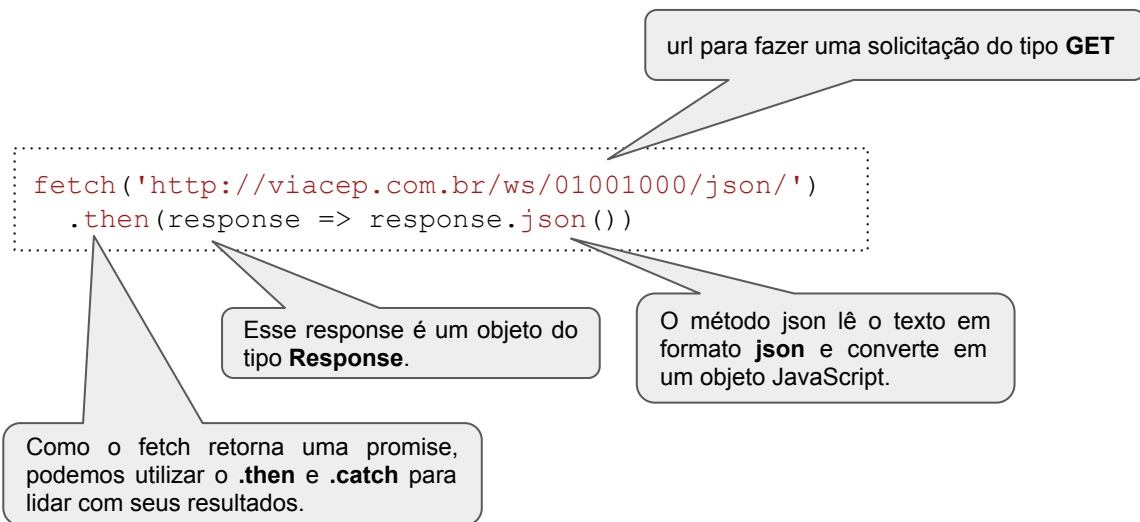 url para fazer uma solicitação do tipo GET
fetch('http://viacep.com.br/ws/01001000/json/')
.then(response => response.json())
Esse response é um objeto do
tipo Response.
O método json lê o texto em
formato json e converte em
um objeto JavaScript.
Como o fetch retorna uma promise,
podemos utilizar o .then e .catch para
lidar com seus resultados.